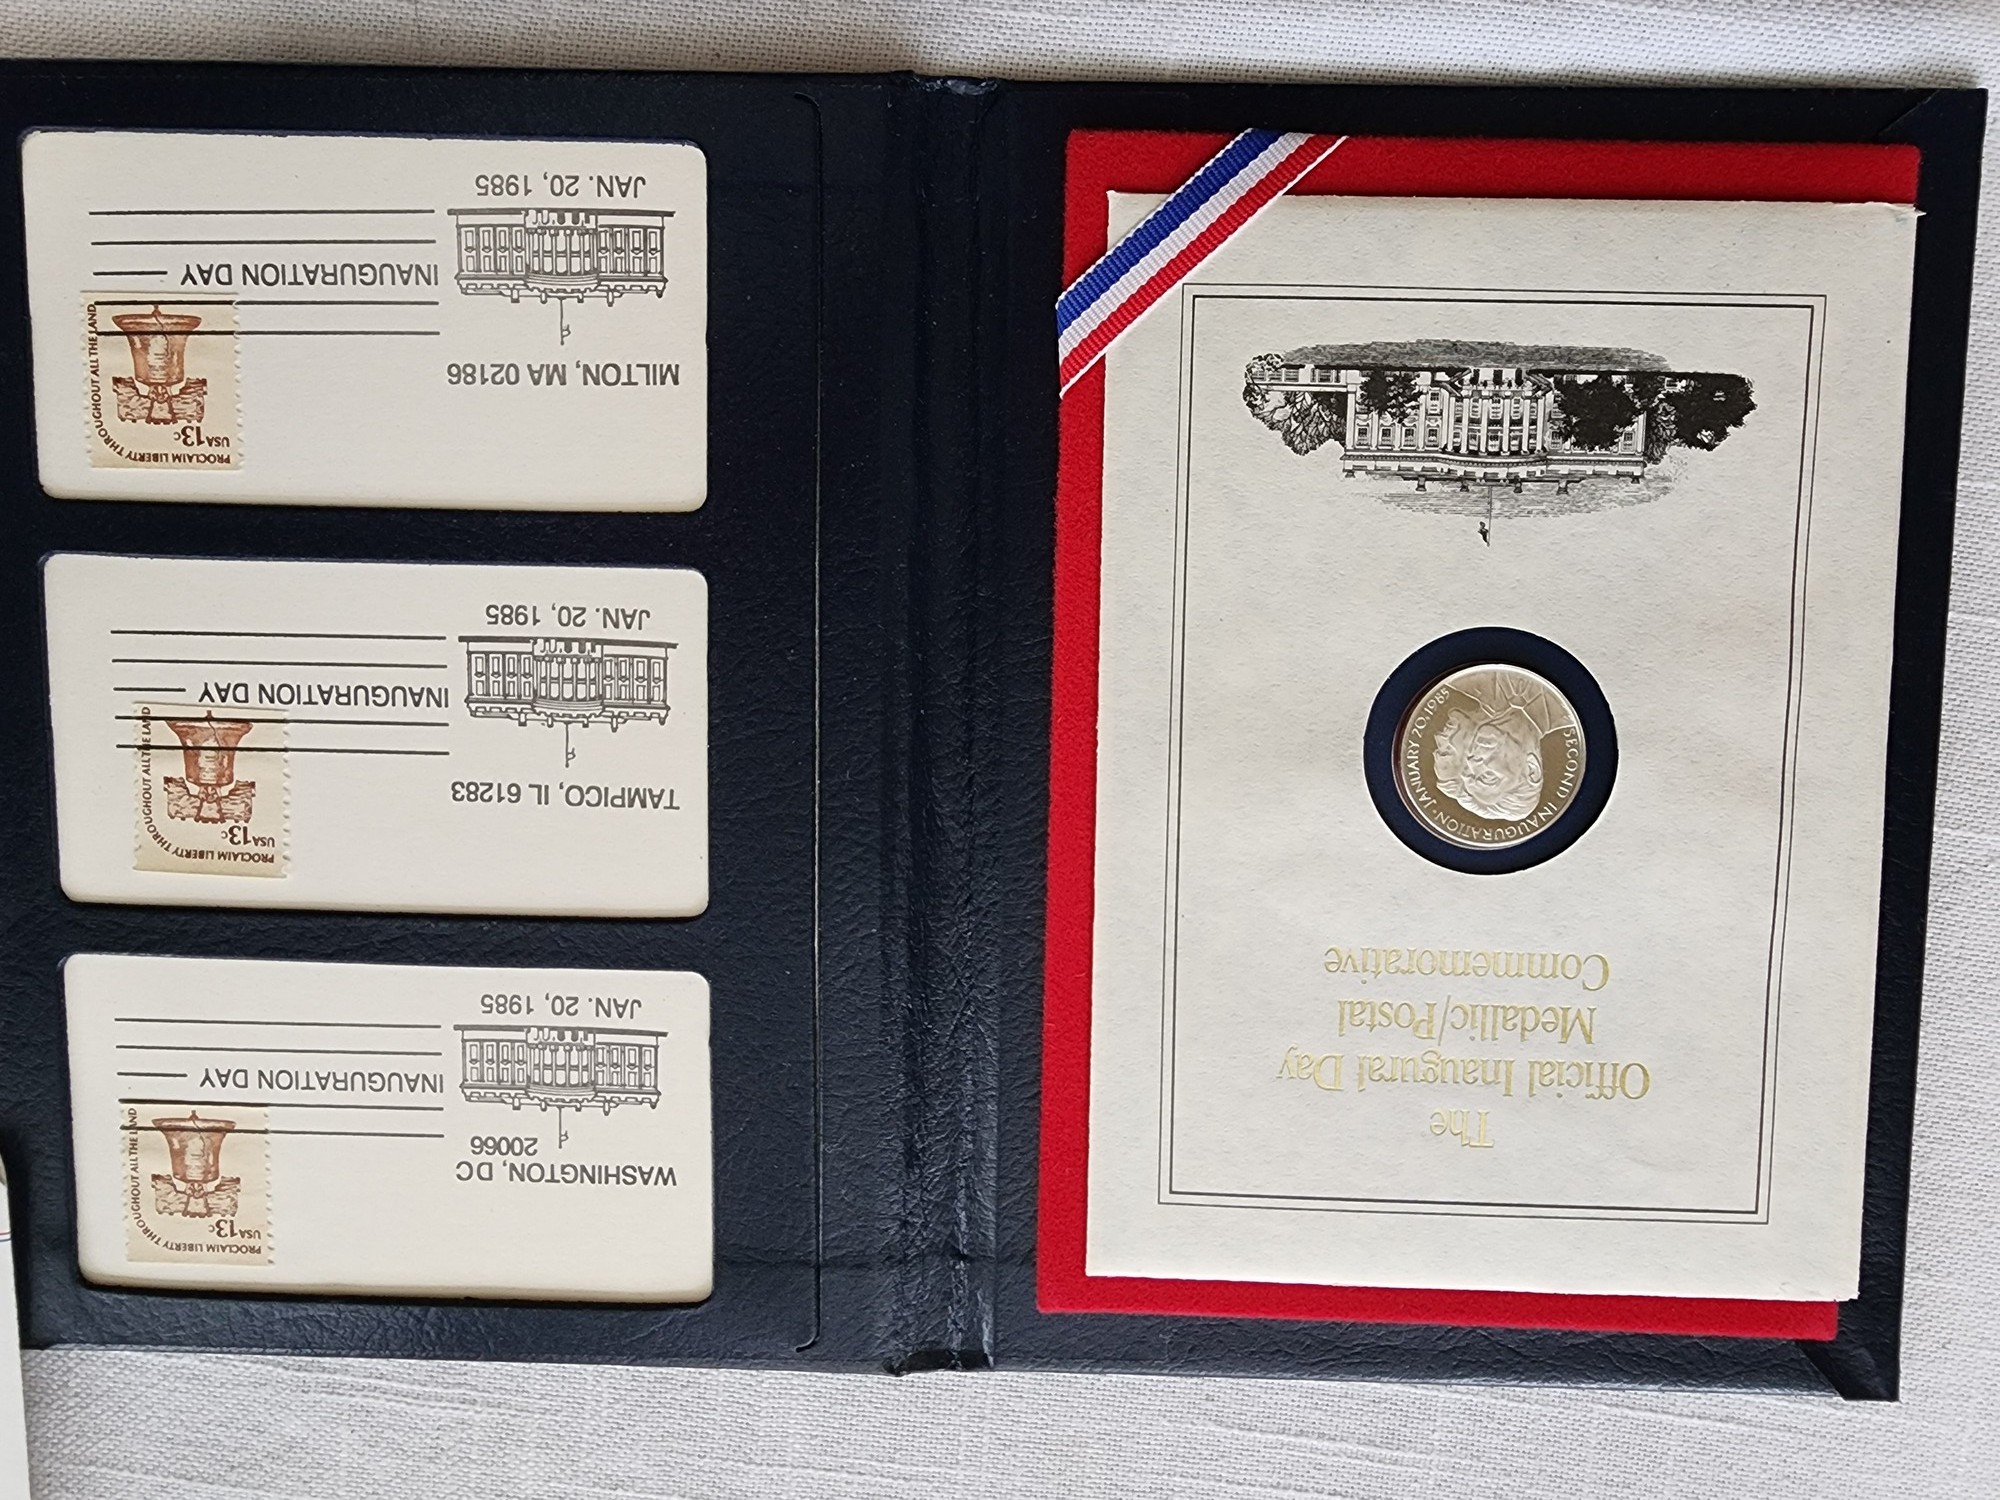 The
Official Inaugural Day
Medallic/Postal
Commemorative
SECOND INAUGURATION · JANUARY 20, 1985
WASHINGTON, DC
20066
INAUGURATION DAY
JAN. 20, 1985
PROCLAIM LIBERTY THROUGHOUT ALL THE LAND
USA 13c
TAMPICO, IL 61283
INAUGURATION DAY
JAN. 20, 1985
PROCLAIM LIBERTY THROUGHOUT ALL THE LAND
USA 13c
MILTON, MA 02186
INAUGURATION DAY
JAN. 20, 1985
PROCLAIM LIBERTY THROUGHOUT ALL THE LAND
USA 13c